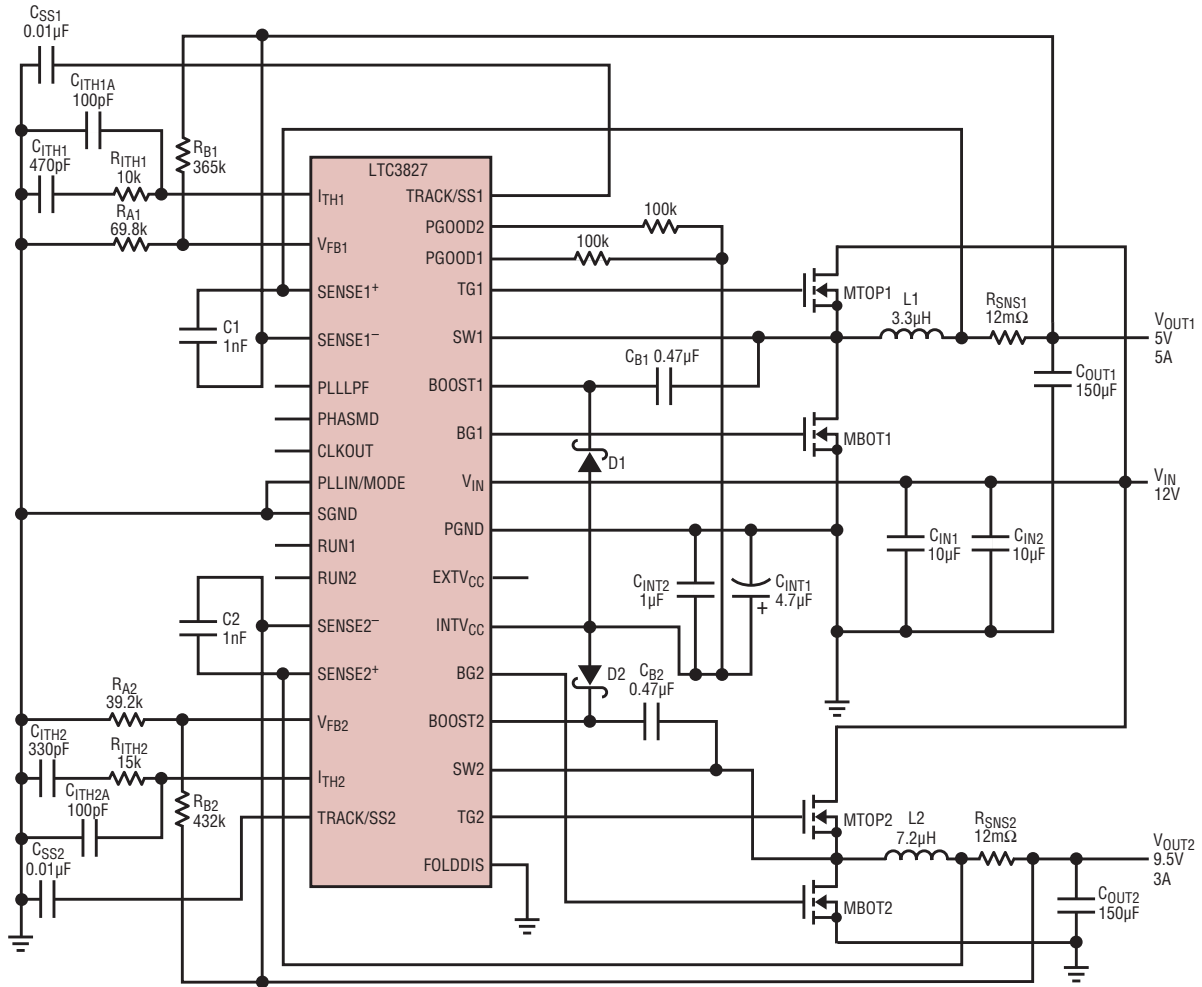 CSS1
0.01µF
CITH1A
100pF
CITH1
470pF
RITH1
10k
RB1
365k
RA1
69.8k
C1
1nF
LTC3827
ITH1
VFB1
SENSE1+
SENSE1–
PLLLPF
PHASMD
CLKOUT
PLLIN/MODE
SGND
RUN1
RUN2
SENSE2–
SENSE2+
VFB2
ITH2
TRACK/SS2
TRACK/SS1
PGOOD2
PGOOD1
TG1
SW1
BOOST1
BG1
VIN
PGND
EXTVCC
INTVCC
BG2
BOOST2
SW2
TG2
FOLDDIS
100k
100k
MTOP1
L1
3.3µH
RSNS1
12mΩ
VOUT1
5V
5A
CB1 0.47µF
COUT1
150µF
MBOT1
D1
VIN
12V
CIN1
10µF
CIN2
10µF
CINT2
1µF
CINT1
4.7µF
+
C2
1nF
D2
CB2
0.47µF
RA2
39.2k
CITH2
330pF
RITH2
15k
CITH2A
100pF
RB2
432k
CSS2
0.01µF
MTOP2
L2
7.2µH
RSNS2
12mΩ
VOUT2
9.5V
3A
MBOT2
COUT2
150µF